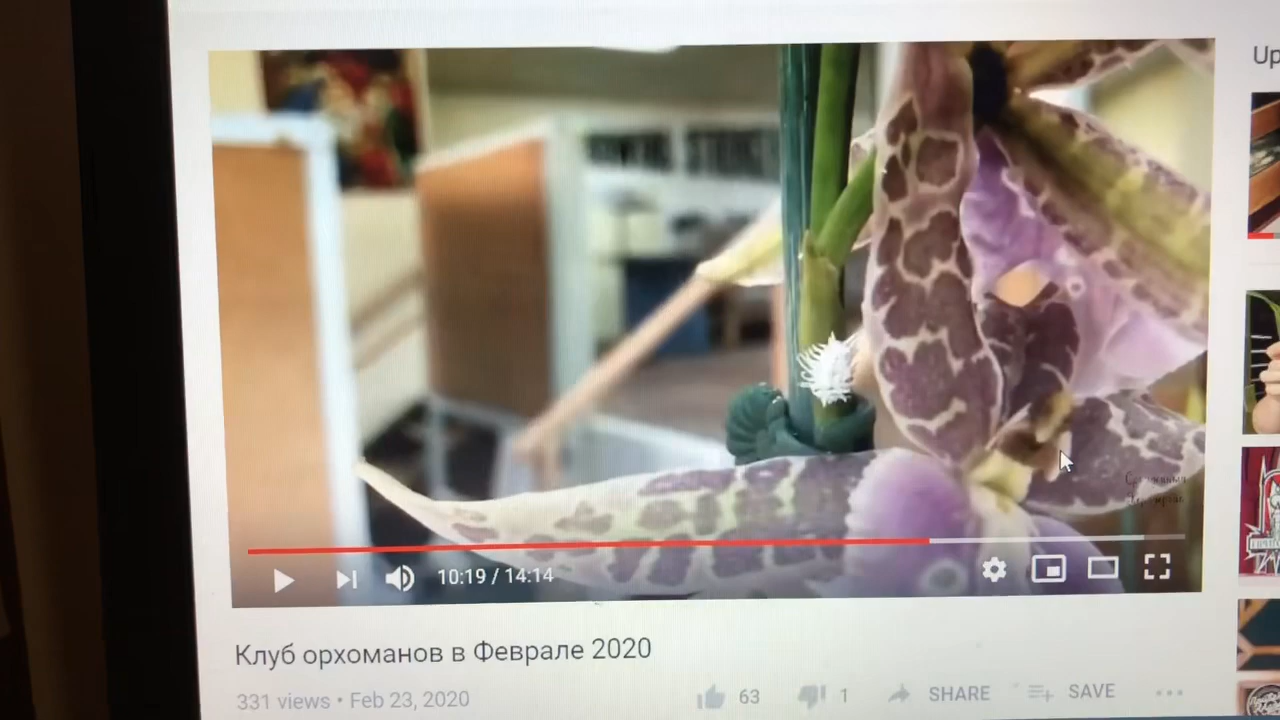 Up
10:19 / 14:14
Клуб орхоманов в Феврале 2020
331 views • Feb 23, 2020
63
1
SHARE
SAVE